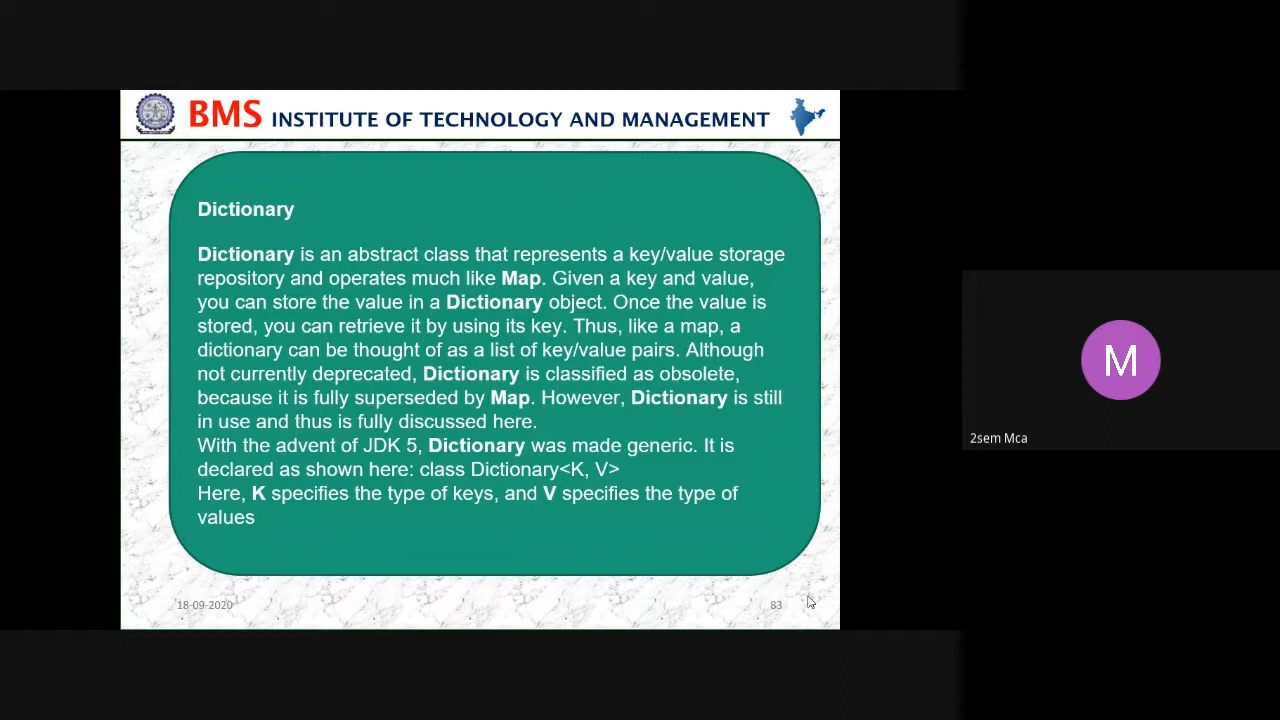 BMS INSTITUTE OF TECHNOLOGY AND MANAGEMENT
Dictionary
Dictionary is an abstract class that represents a key/value storage
repository and operates much like Map. Given a key and value,
you can store the value in a Dictionary object. Once the value is
stored, you can retrieve it by using its key. Thus, like a map, a
dictionary can be thought of as a list of key/value pairs. Although
not currently deprecated, Dictionary is classified as obsolete,
because it is fully superseded by Map. However, Dictionary is still
in use and thus is fully discussed here.
With the advent of JDK 5, Dictionary was made generic. It is
declared as shown here: class Dictionary<K, V>
Here, K specifies the type of keys, and V specifies the type of
values
18-09-2020
83
M
2sem Mca